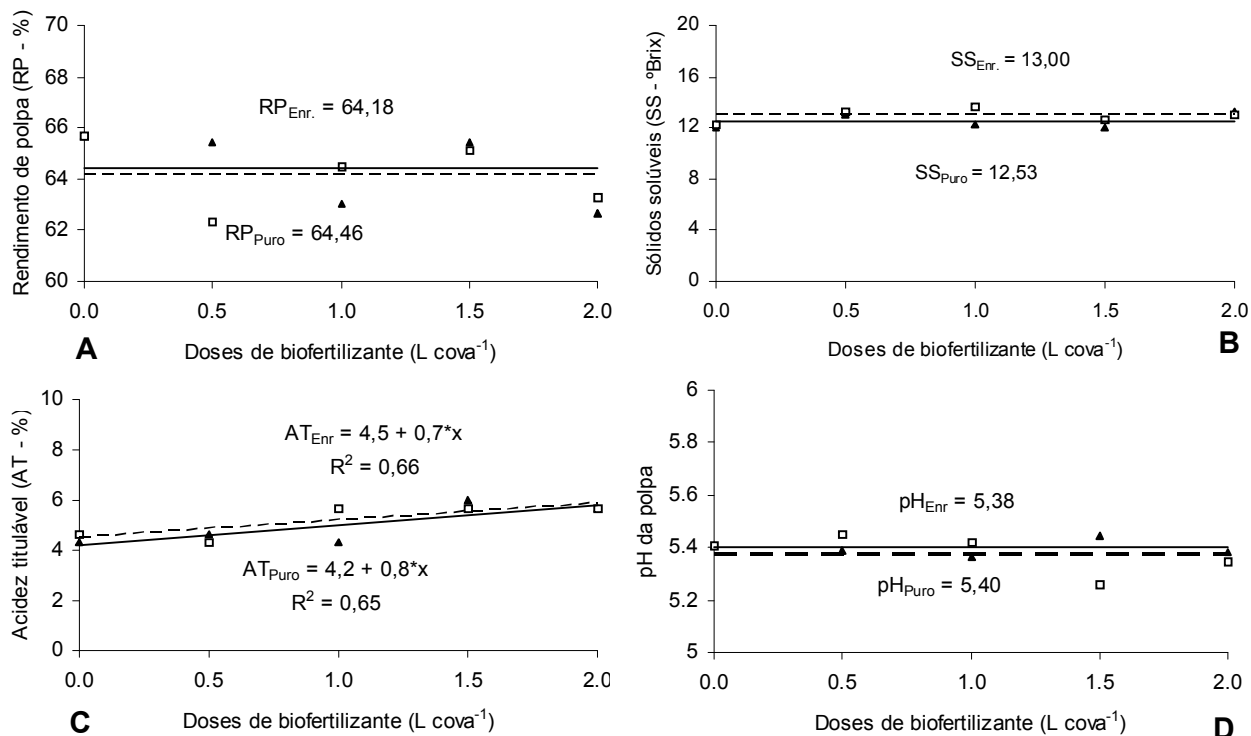 Rendimento de polpa (RP - %)
70
68
66
64
62
60
RP_Enr. = 64,18
RP_Puro = 64,46
0.0 0.5 1.0 1.5 2.0
A
Doses de biofertilizante (L cova⁻¹)
Sólidos solúveis (SS - ºBrix)
20
16
12
8
4
0
SS_Enr. = 13,00
SS_Puro = 12,53
0.0 0.5 1.0 1.5 2.0
Doses de biofertilizante (L cova⁻¹)
B
Acidez titulável (AT - %)
10
8
6
4
2
0
AT_Enr = 4,5 + 0,7*x
R² = 0,66
AT_Puro = 4,2 + 0,8*x
R² = 0,65
0.0 0.5 1.0 1.5 2.0
C
Doses de biofertilizante (L cova⁻¹)
pH da polpa
6
5.8
5.6
5.4
5.2
5
pH_Enr = 5,38
pH_Puro = 5,40
0.0 0.5 1.0 1.5 2.0
Doses de biofertilizante (L cova⁻¹)
D